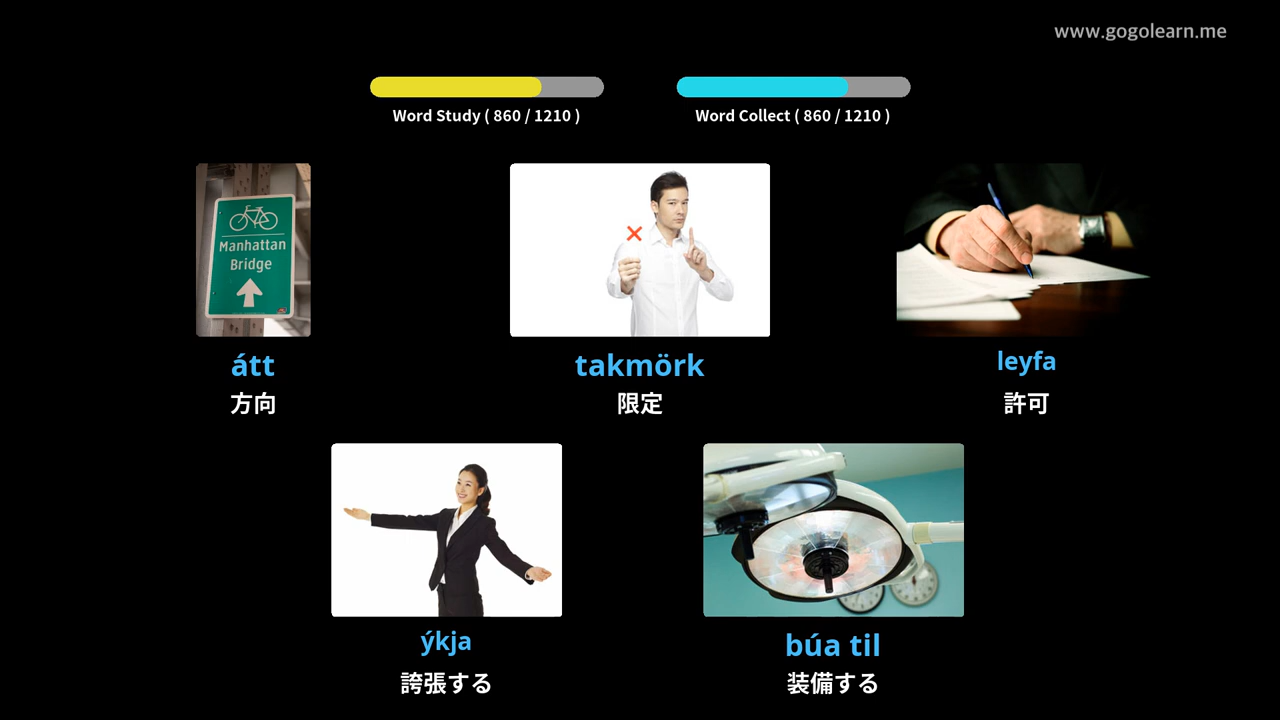 www.gogolearn.me
Word Study ( 860 / 1210 )
Word Collect ( 860 / 1210 )
Manhattan
Bridge
átt
方向
takmörk
限定
leyfa
許可
ýkja
誇張する
búa til
装備する